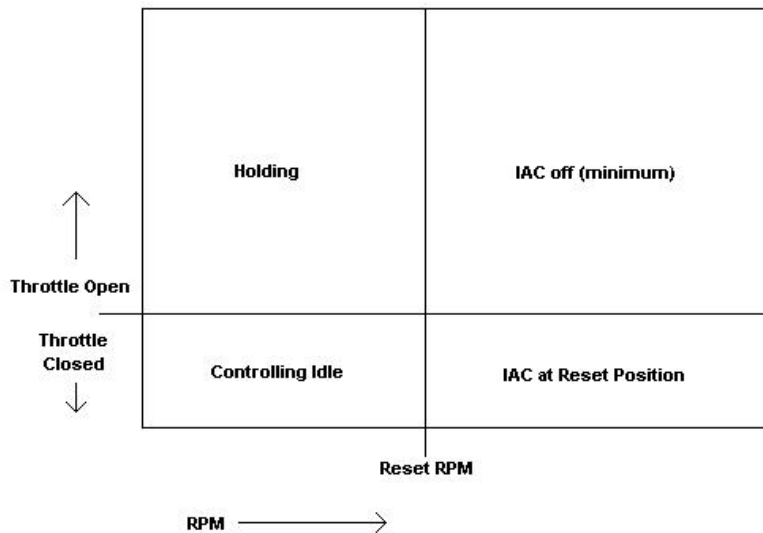 Holding
IAC off (minimum)
Throttle Open
Throttle
Closed
Controlling Idle
IAC at Reset Position
Reset RPM
RPM